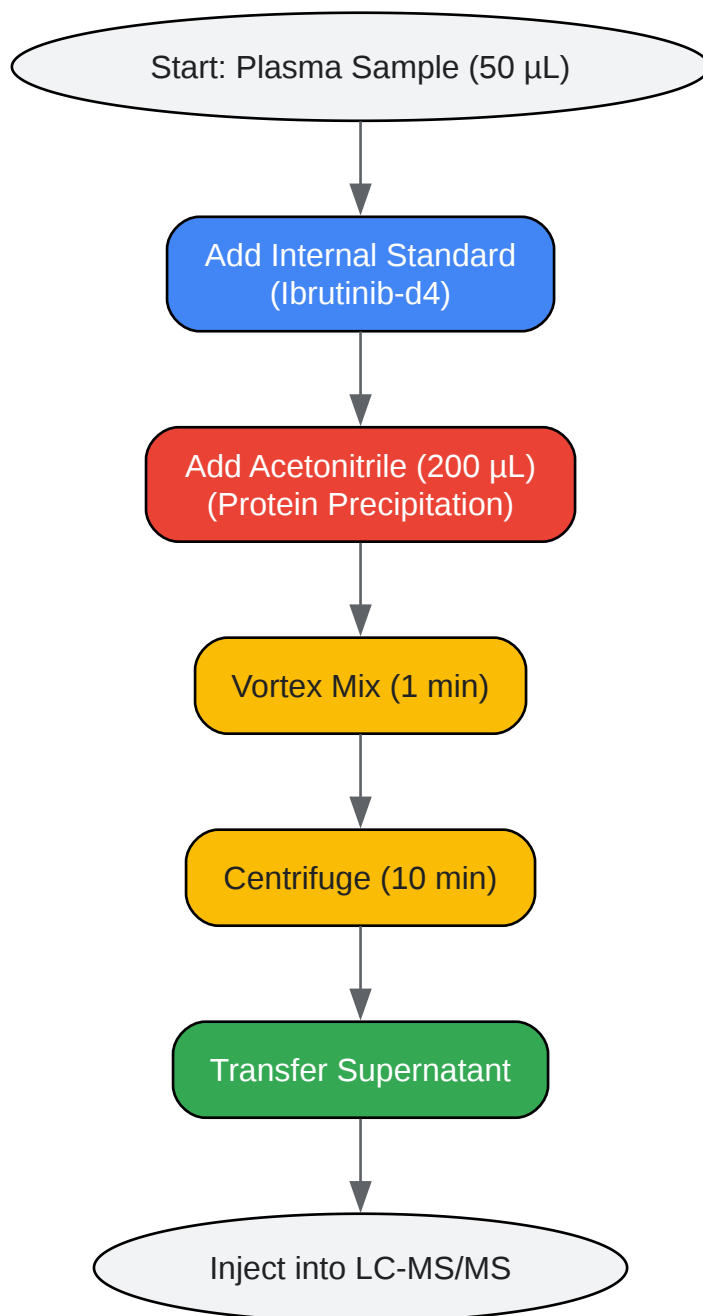 Start: Plasma Sample (50 µL)
Add Internal Standard
(Ibrutinib-d4)
Add Acetonitrile (200 µL)
(Protein Precipitation)
Vortex Mix (1 min)
Centrifuge (10 min)
Transfer Supernatant
Inject into LC-MS/MS